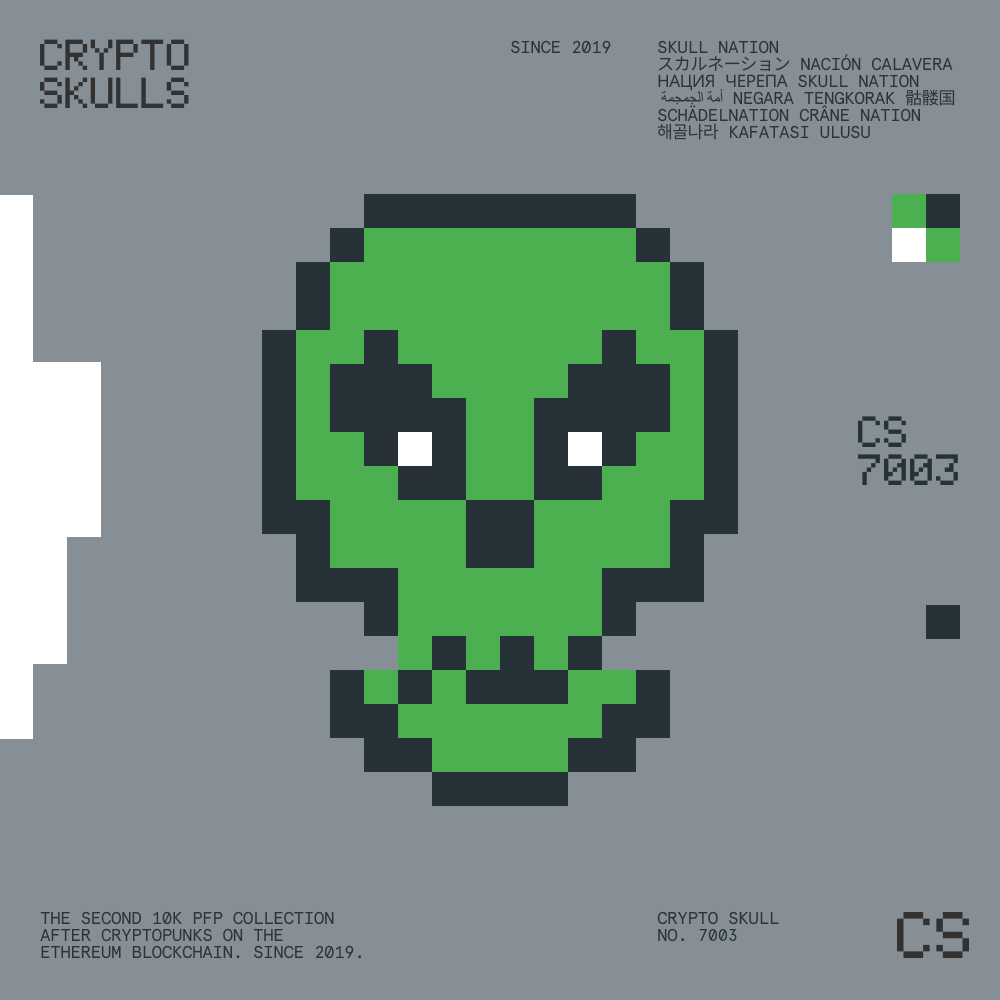 CRYPTO
SKULLS
SINCE 2019
SKULL NATION
スカルネーション NACIÓN CALAVERA
НАЦИЯ ЧЕРЕПА SKULL NATION
أمة الجمجمة NEGARA TENGKORAK 骷髅国
SCHÄDELNATION CRÂNE NATION
해골나라 KAFATASI ULUSU
CS
7003
THE SECOND 10K PFP COLLECTION
AFTER CRYPTOPUNKS ON THE
ETHEREUM BLOCKCHAIN. SINCE 2019.
CRYPTO SKULL
NO. 7003
CS